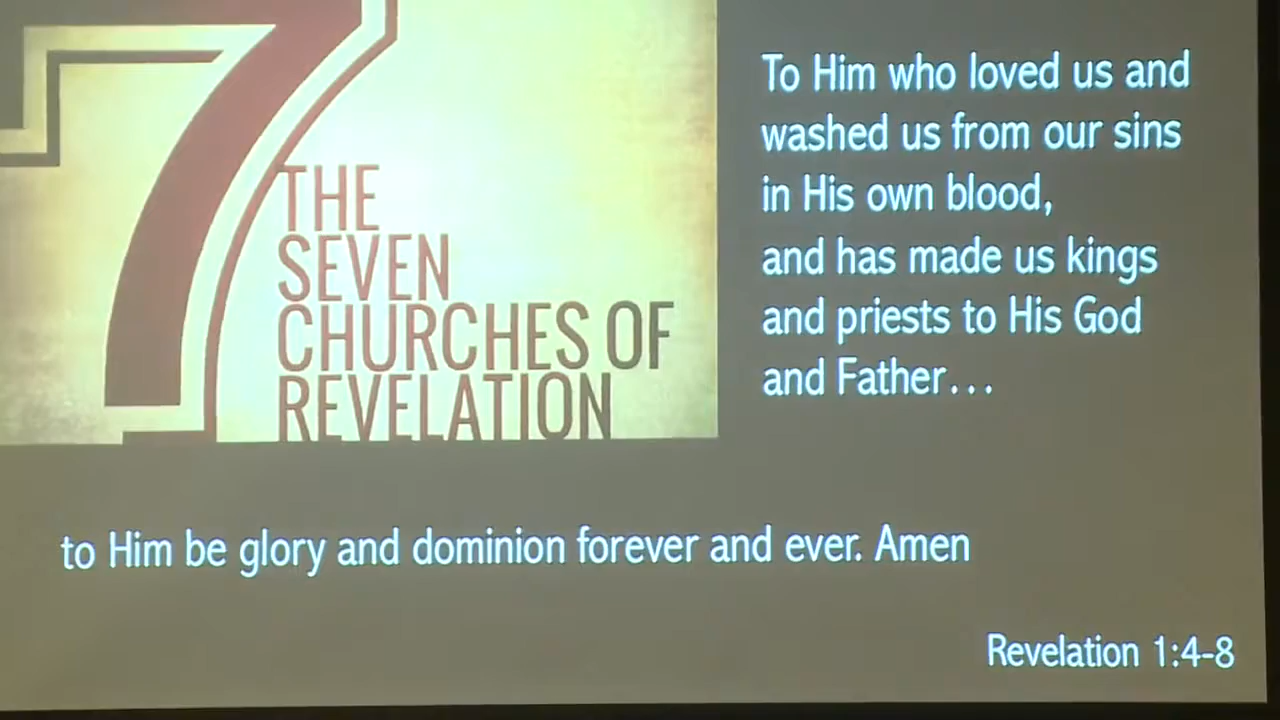 7
THE
SEVEN
CHURCHES OF
REVELATION
To Him who loved us and
washed us from our sins
in His own blood,
and has made us kings
and priests to His God
and Father...
to Him be glory and dominion forever and ever. Amen
Revelation 1:4-8